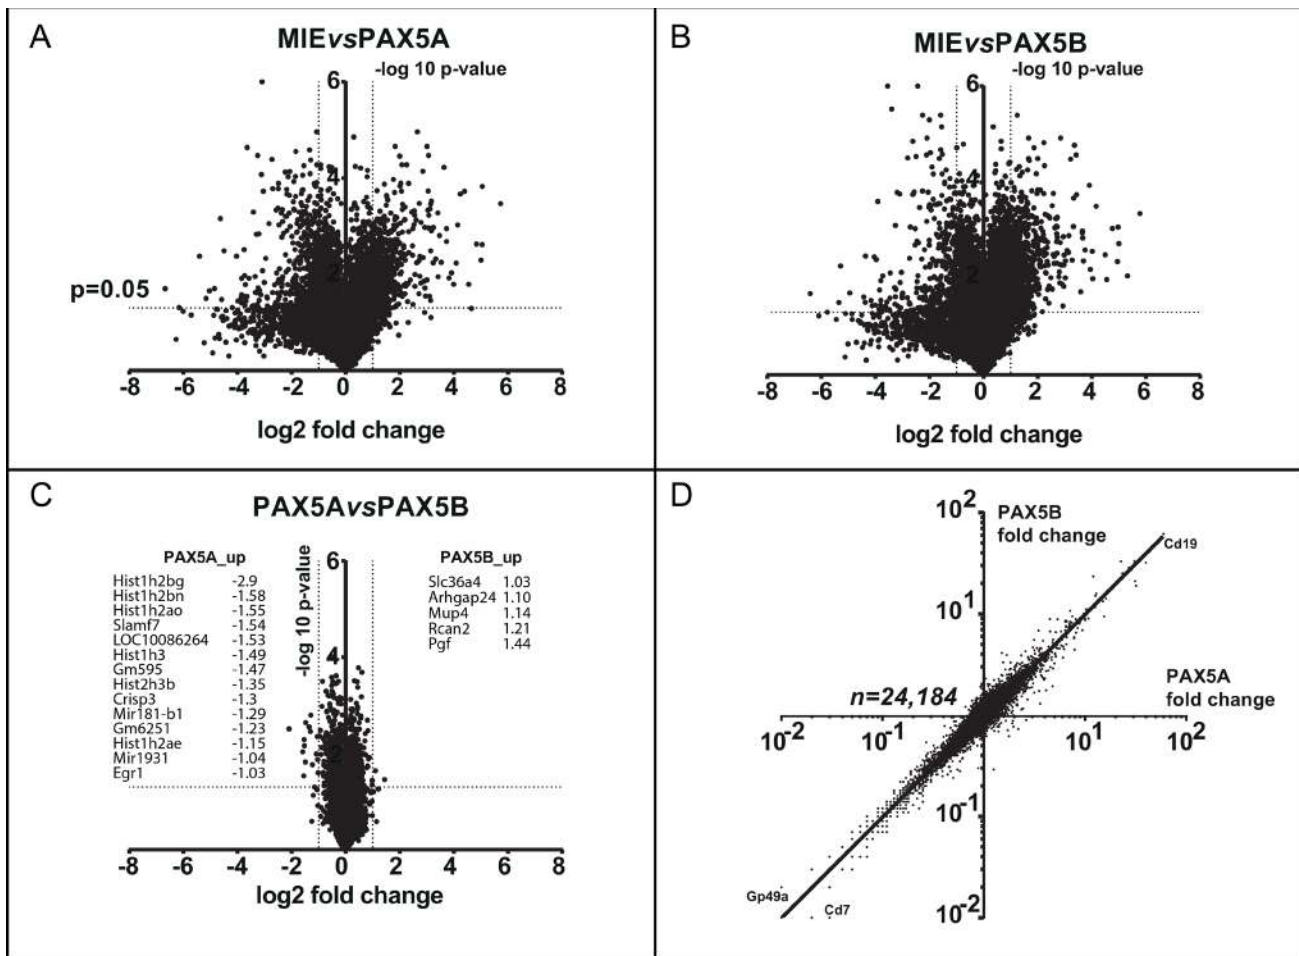 A
MIEvsPAX5A
-log 10 p-value
6
4
2
p=0.05
-8 -6 -4 -2 0 2 4 6 8
log2 fold change
B
MIEvsPAX5B
-log 10 p-value
6
4
2
-8 -6 -4 -2 0 2 4 6 8
log2 fold change
C
PAX5AvsPAX5B
-log 10 p-value
6
4
2
PAX5A_up
Hist1h2bg -2.9
Hist1h2bn -1.58
Hist1h2ao -1.55
Slamf7 -1.54
LOC10086264 -1.53
Hist1h3 -1.49
Gm595 -1.47
Hist2h3b -1.35
Crisp3 -1.3
Mir181-b1 -1.29
Gm6251 -1.23
Hist1h2ae -1.15
Mir1931 -1.04
Egr1 -1.03
PAX5B_up
Slc36a4 1.03
Arhgap24 1.10
Mup4 1.14
Rcan2 1.21
Pgf 1.44
-8 -6 -4 -2 0 2 4 6 8
log2 fold change
D
10² PAX5B
fold change
Cd19
10¹
PAX5A
fold change
n=24,184
10-² 10-¹ 10¹ 10²
10-¹
Gp49a
Cd7
10-²